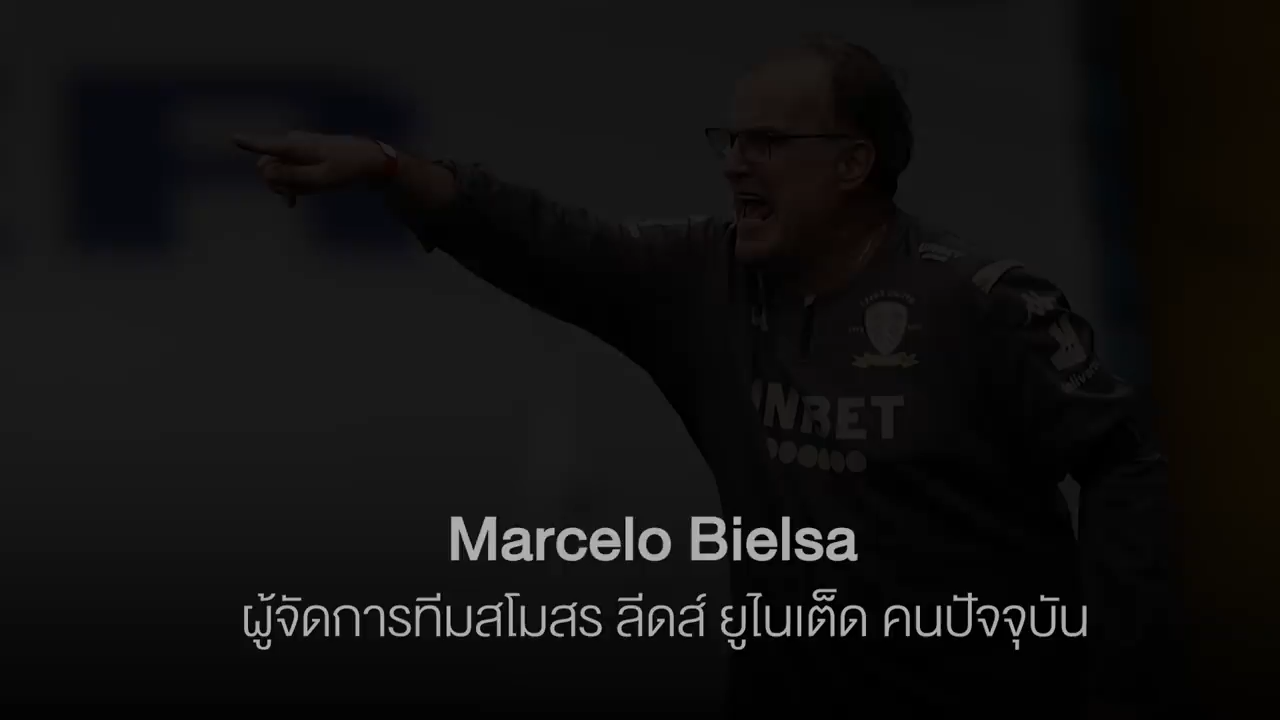 UNIBET
Marcelo Bielsa
ผู้จัดการทีมสโมสร ลีดส์ ยูไนเต็ด คนปัจจุบัน